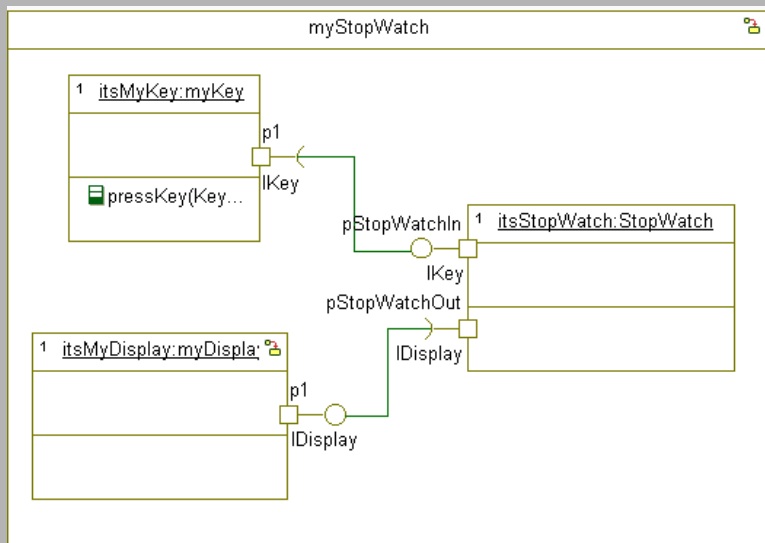 myStopWatch
1 itsMyKey:myKey
p1
IKey
pressKey(Key...
pStopWatchIn
1 itsStopWatch:StopWatch
IKey
pStopWatchOut
IDisplay
1 itsMyDisplay:myDisplay
p1
IDisplay